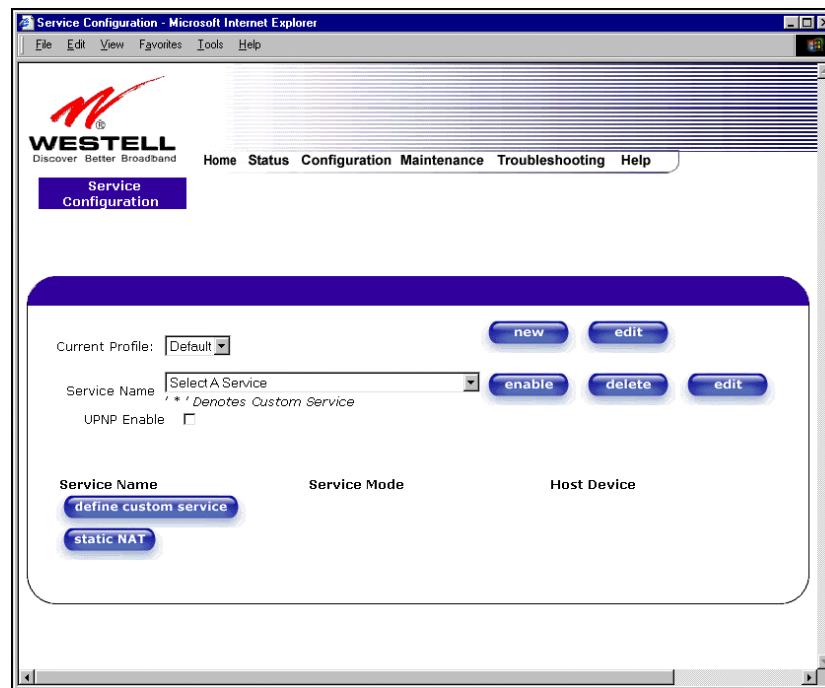 Service Configuration - Microsoft Internet Explorer
File Edit View Favorites Tools Help
®
WESTELL
Discover Better Broadband
Home Status Configuration Maintenance Troubleshooting Help
Service
Configuration
new edit
Current Profile: Default
Service Name Select A Service enable delete edit
' * ' Denotes Custom Service
UPNP Enable
Service Name Service Mode Host Device
define custom service
static NAT